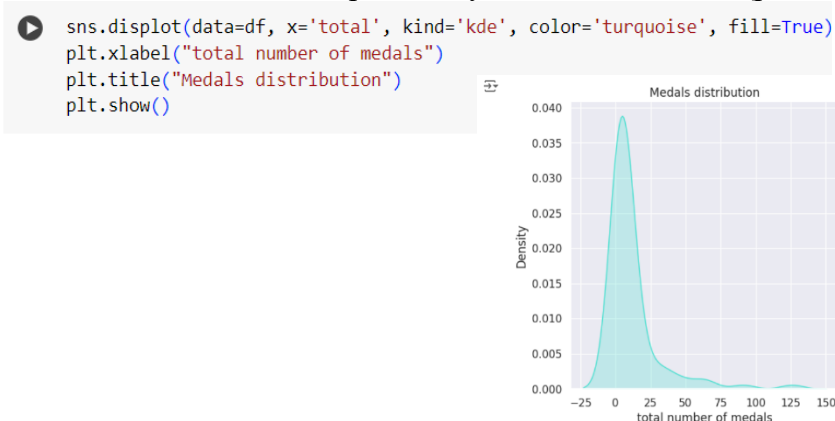 sns.displot(data=df, x='total', kind='kde', color='turquoise', fill=True)
plt.xlabel("total number of medals")
plt.title("Medals distribution")
plt.show()
Medals distribution
0.040
0.035
0.030
0.025
0.020
0.015
0.010
0.005
0.000
Density
−25 0 25 50 75 100 125 150
total number of medals